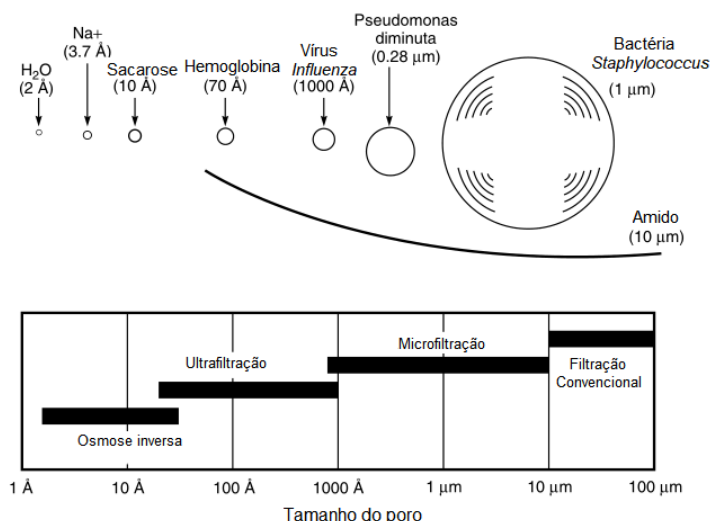 H₂O
(2 Å)
Na+
(3.7 Å)
Sacarose
(10 Å)
Hemoglobina
(70 Å)
Vírus
Influenza
(1000 Å)
Pseudomonas
diminuta
(0.28 μm)
Bactéria
Staphylococcus
(1 μm)
Amido
(10 μm)
Microfiltração
Ultrafiltração
Filtração
Convencional
Osmose inversa
1 Å
10 Å
100 Å
1000 Å
1 μm
10 μm
100 μm
Tamanho do poro